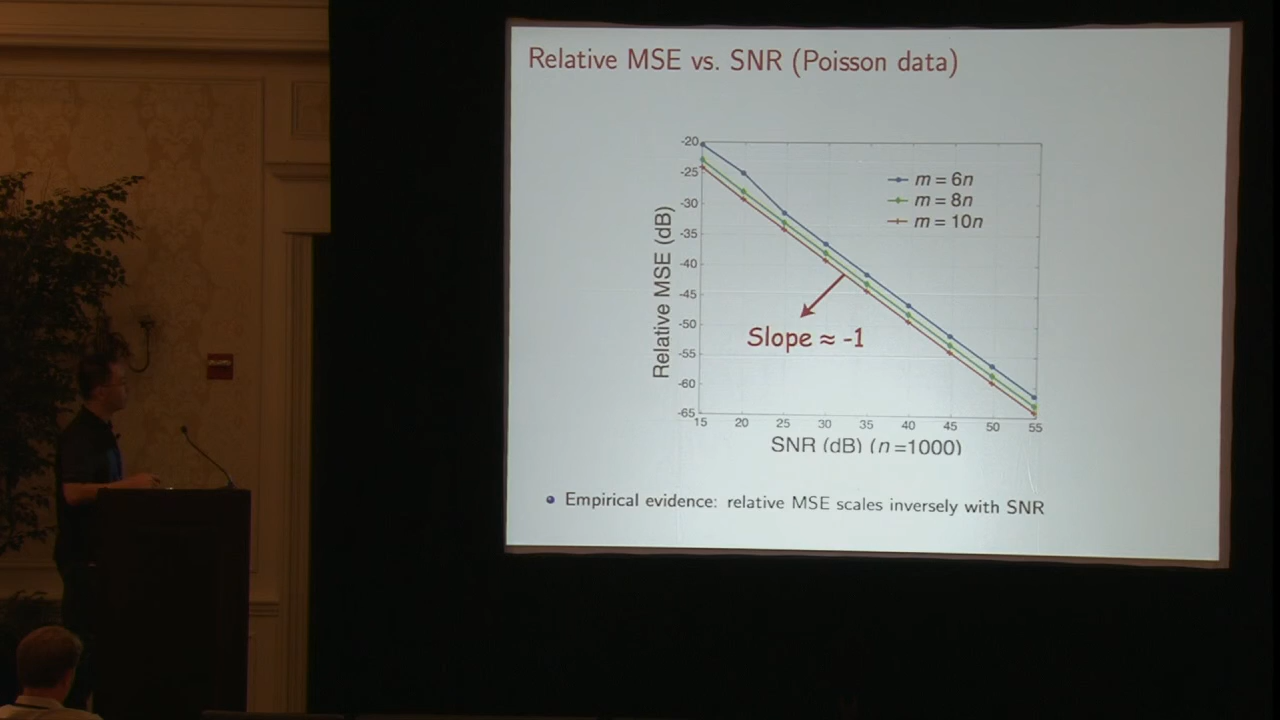 Relative MSE vs. SNR (Poisson data)
-20
-25
-30
-35
-40
-45
-50
-55
-60
-65
Relative MSE (dB)
m = 6n
m = 8n
m = 10n
Slope ≈ -1
15 20 25 30 35 40 45 50 55
SNR (dB) (n =1000)
Empirical evidence: relative MSE scales inversely with SNR